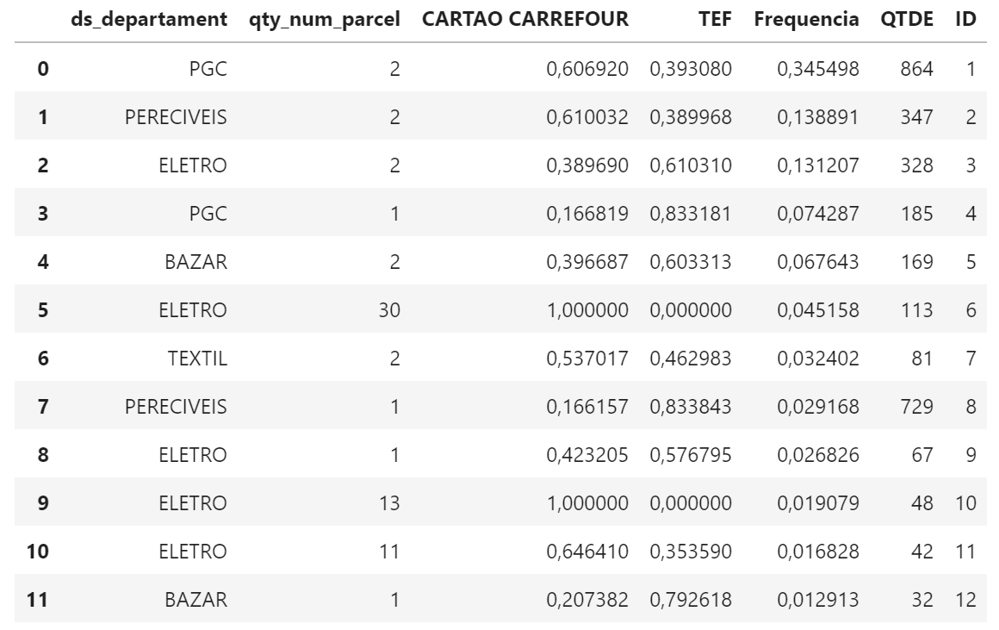 ds_departament qty_num_parcel CARTAO CARREFOUR TEF Frequencia QTDE ID
0 PGC 2 0,606920 0,393080 0,345498 864 1
1 PERECIVEIS 2 0,610032 0,389968 0,138891 347 2
2 ELETRO 2 0,389690 0,610310 0,131207 328 3
3 PGC 1 0,166819 0,833181 0,074287 185 4
4 BAZAR 2 0,396687 0,603313 0,067643 169 5
5 ELETRO 30 1,000000 0,000000 0,045158 113 6
6 TEXTIL 2 0,537017 0,462983 0,032402 81 7
7 PERECIVEIS 1 0,166157 0,833843 0,029168 729 8
8 ELETRO 1 0,423205 0,576795 0,026826 67 9
9 ELETRO 13 1,000000 0,000000 0,019079 48 10
10 ELETRO 11 0,646410 0,353590 0,016828 42 11
11 BAZAR 1 0,207382 0,792618 0,012913 32 12